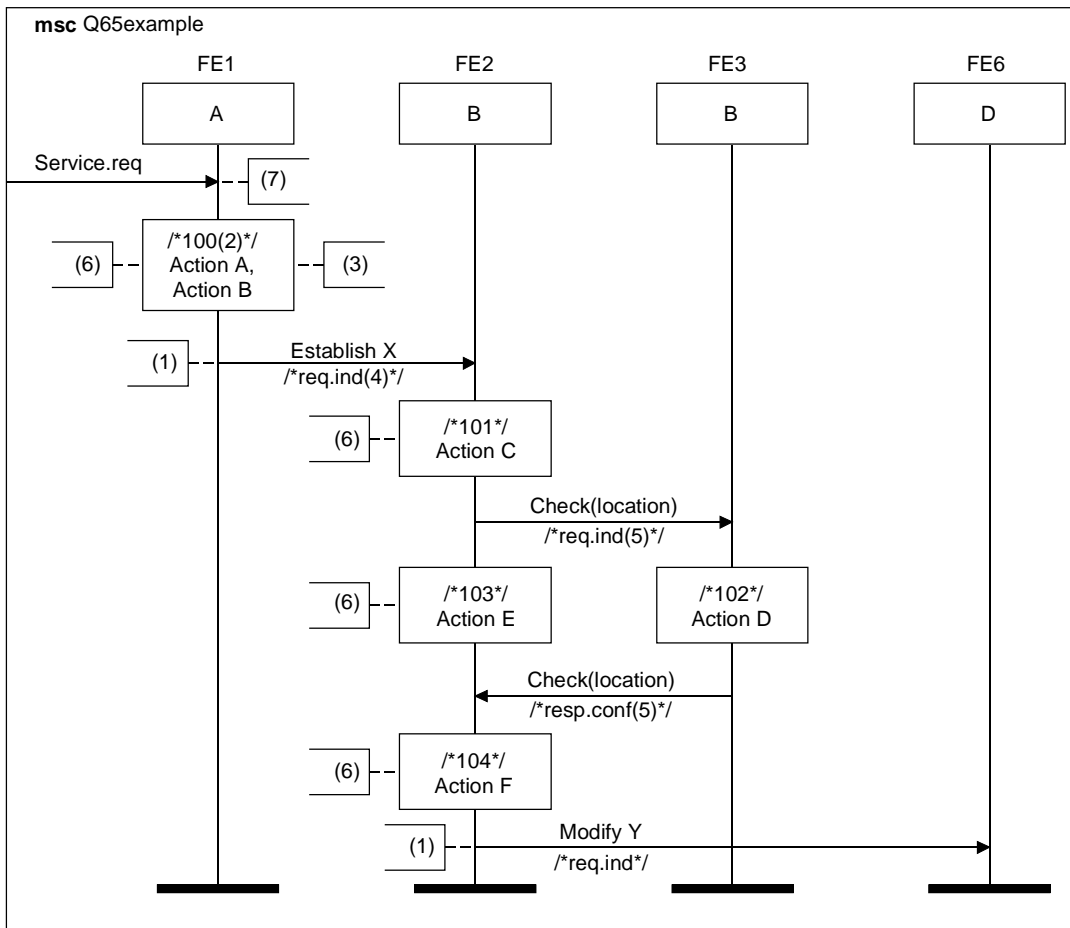 msc Q65example
FE1 FE2 FE3 FE6
A B B D
Service.req
(7)
/*100(2)*/
(6) Action A, (3)
Action B
(1) Establish X
/*req.ind(4)*/
/*101*/
(6) Action C
Check(location)
/*req.ind(5)*/
/*103*/ /*102*/
(6) Action E Action D
Check(location)
/*resp.conf(5)*/
/*104*/
(6) Action F
(1) Modify Y
/*req.ind*/